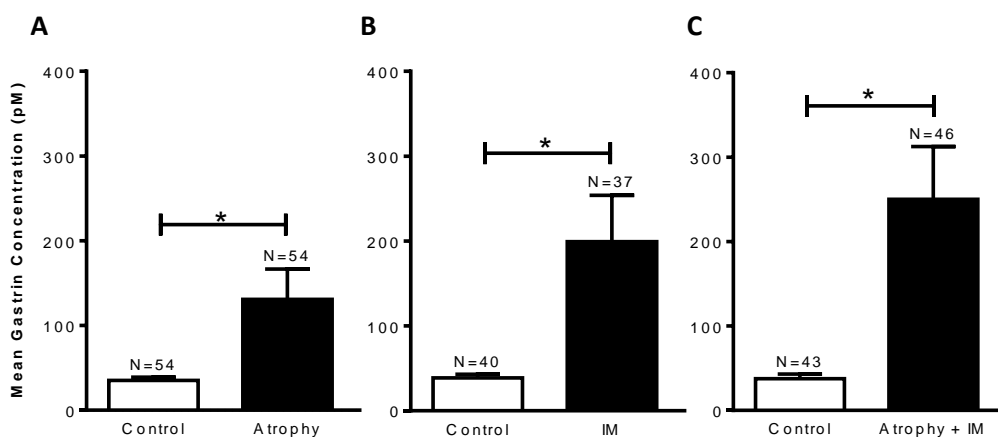 A
B
C
Mean Gastrin Concentration (pM)
400
300
200
100
0
*
N=54
N=54
Control
Atrophy
400
300
200
100
0
*
N=40
N=37
Control
IM
400
300
200
100
0
*
N=43
N=46
Control
Atrophy + IM